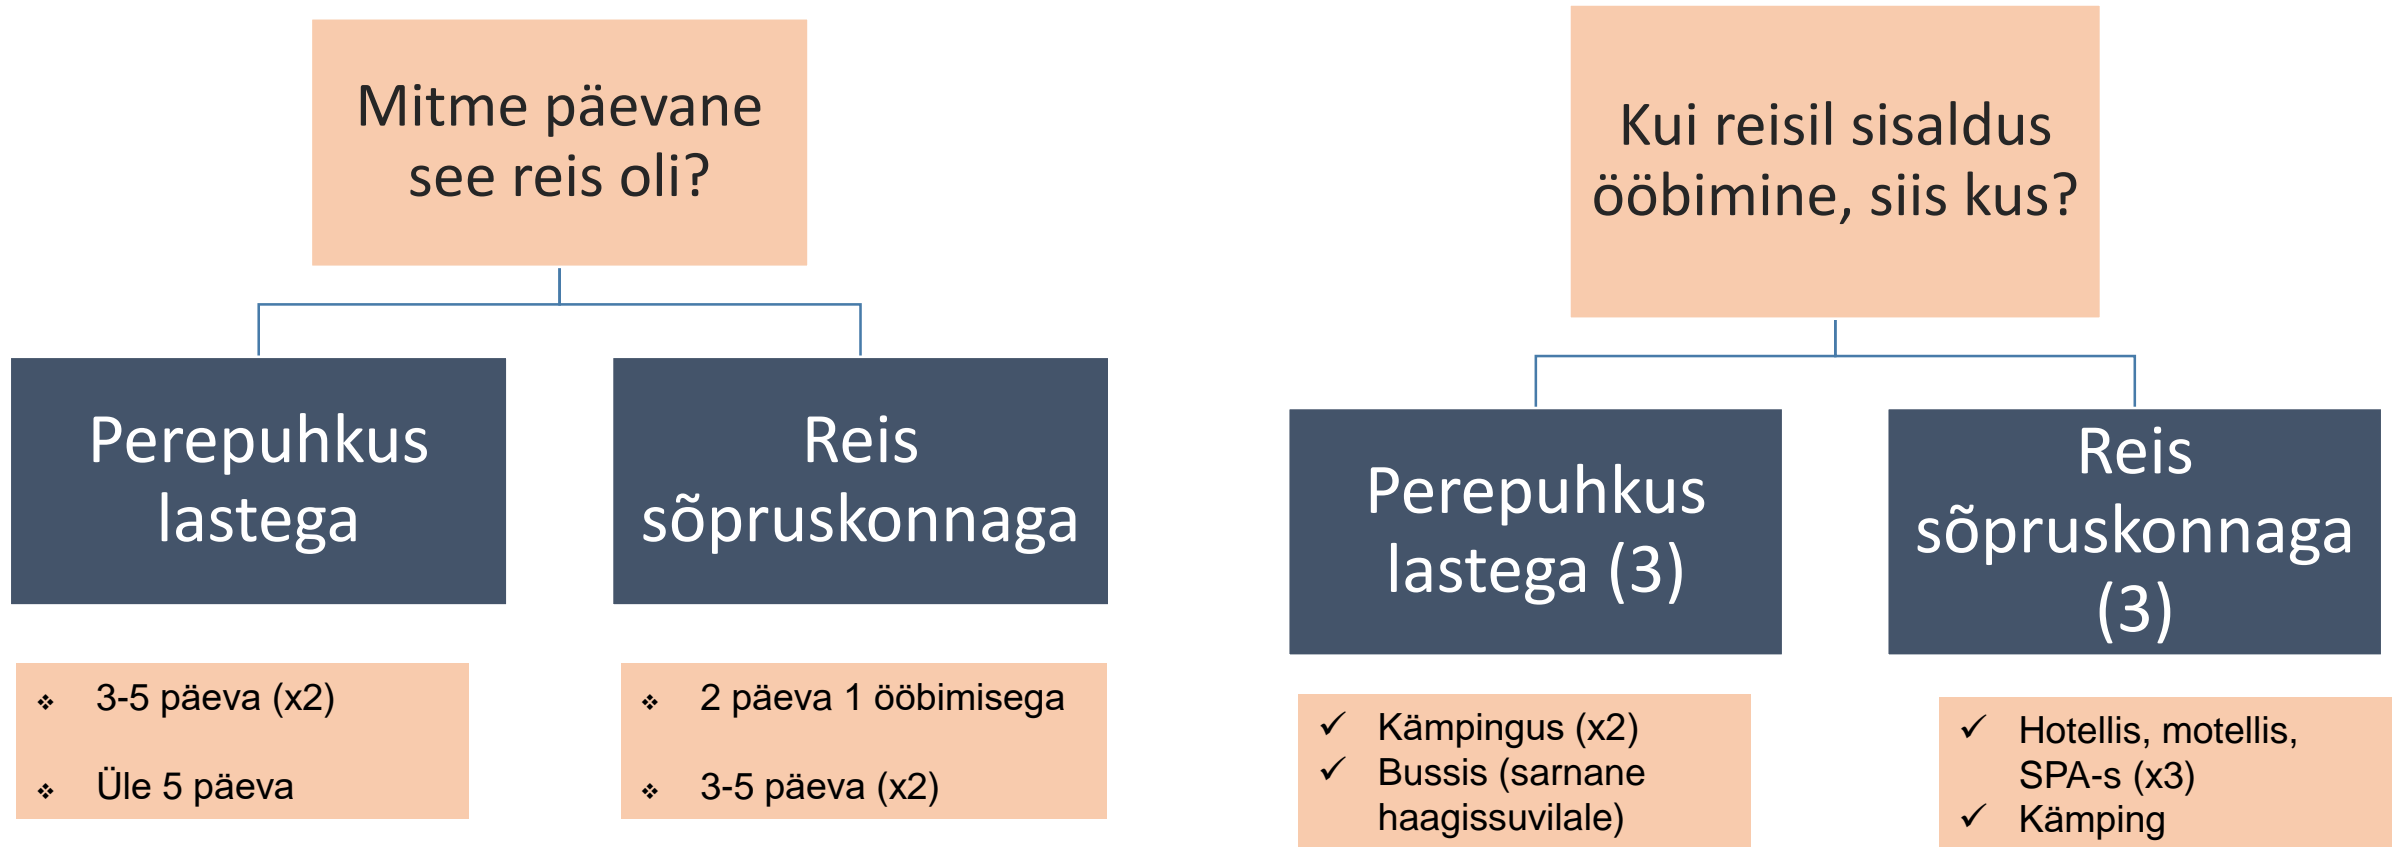 Mitme päevane
see reis oli?
Perepuhkus
lastega
Reis
sõpruskonnaga
3-5 päeva (x2)
Üle 5 päeva
2 päeva 1 ööbimisega
3-5 päeva (x2)
Kui reisil sisaldus
ööbimine, siis kus?
Perepuhkus
lastega (3)
Reis
sõpruskonnaga
(3)
Kämpingus (x2)
Bussis (sarnane
haagissuvilale)
Hotellis, motellis,
SPA-s (x3)
Kämping